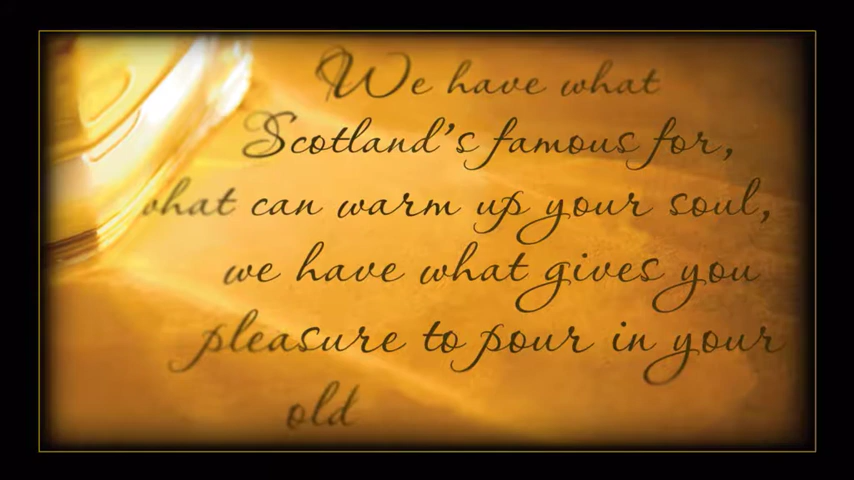 We have what
Scotland's famous for,
what can warm up your soul,
we have what gives you
pleasure to pour in your
old